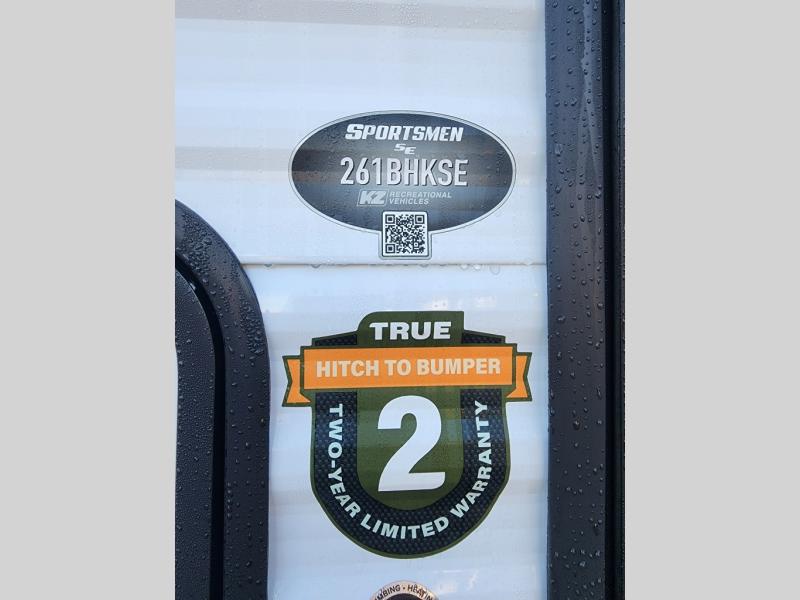 SPORTSMEN
SE
261BHKSE
KZ RECREATIONAL
VEHICLES
TRUE
HITCH TO BUMPER
2
TWO-YEAR LIMITED WARRANTY